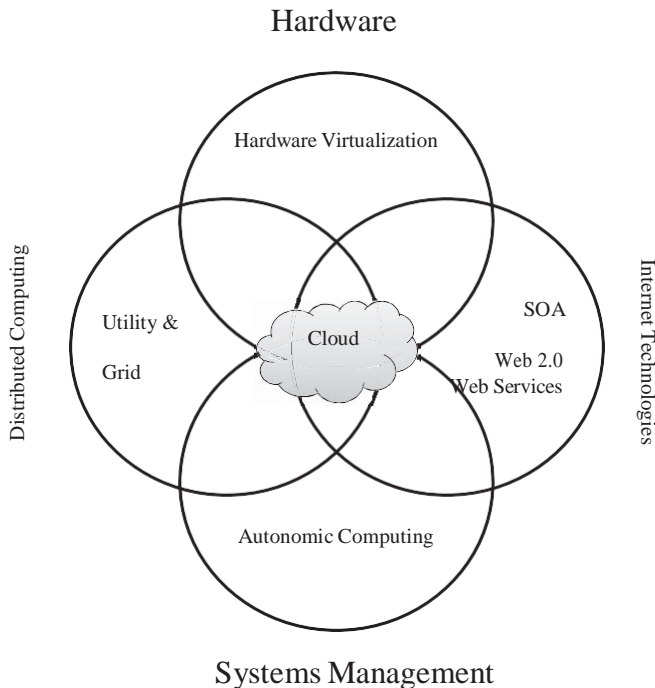 Hardware
Hardware Virtualization
Distributed Computing
Utility &
Grid
Cloud
SOA
Web 2.0
Web Services
Internet Technologies
Autonomic Computing
Systems Management